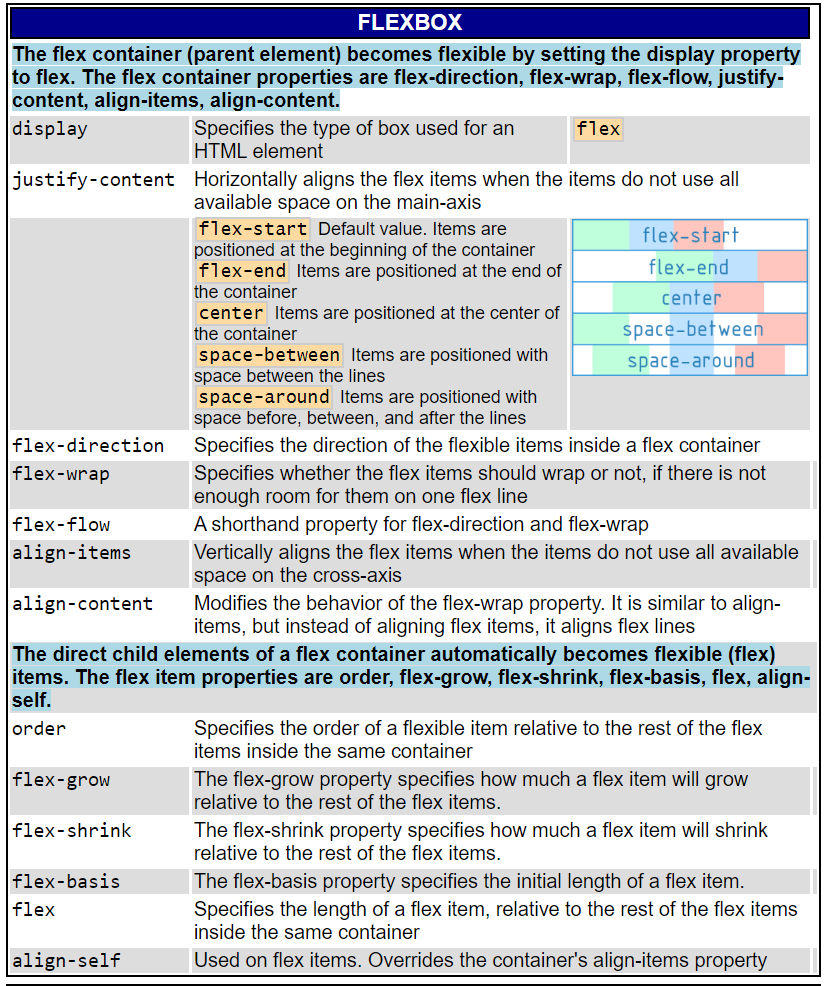 FLEXBOX
The flex container (parent element) becomes flexible by setting the display property
to flex. The flex container properties are flex-direction, flex-wrap, flex-flow, justify-
content, align-items, align-content.
display
Specifies the type of box used for an
HTML element
flex
justify-content
Horizontally aligns the flex items when the items do not use all
available space on the main-axis
flex-start Default value. Items are
positioned at the beginning of the container
flex-end Items are positioned at the end of
the container
center Items are positioned at the center of
the container
space-between Items are positioned with
space between the lines
space-around Items are positioned with
space before, between, and after the lines
flex-start
flex-end
center
space-between
space-around
flex-direction
Specifies the direction of the flexible items inside a flex container
flex-wrap
Specifies whether the flex items should wrap or not, if there is not
enough room for them on one flex line
flex-flow
A shorthand property for flex-direction and flex-wrap
align-items
Vertically aligns the flex items when the items do not use all available
space on the cross-axis
align-content
Modifies the behavior of the flex-wrap property. It is similar to align-
items, but instead of aligning flex items, it aligns flex lines
The direct child elements of a flex container automatically becomes flexible (flex)
items. The flex item properties are order, flex-grow, flex-shrink, flex-basis, flex, align-
self.
order
Specifies the order of a flexible item relative to the rest of the flex
items inside the same container
flex-grow
The flex-grow property specifies how much a flex item will grow
relative to the rest of the flex items.
flex-shrink
The flex-shrink property specifies how much a flex item will shrink
relative to the rest of the flex items.
flex-basis
The flex-basis property specifies the initial length of a flex item.
flex
Specifies the length of a flex item, relative to the rest of the flex items
inside the same container
align-self
Used on flex items. Overrides the container's align-items property